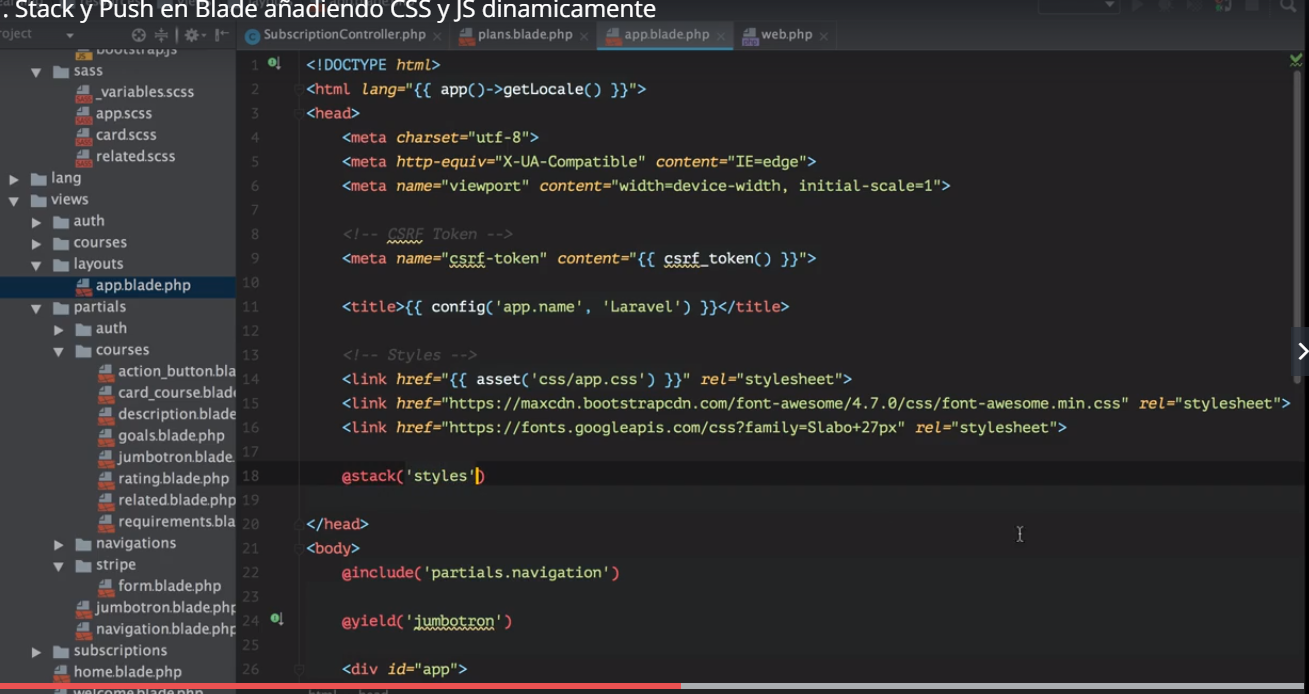 . Stack y Push en Blade añadiendo CSS y JS dinamicamente
oject
SubscriptionController.php
plans.blade.php
app.blade.php
web.php
bootstrap.js
sass
_variables.scss
app.scss
card.scss
related.scss
lang
views
auth
courses
layouts
app.blade.php
partials
auth
courses
action_button.bla
card_course.blade
description.blade
goals.blade.php
jumbotron.blade.
rating.blade.php
related.blade.php
requirements.bla
navigations
stripe
form.blade.php
jumbotron.blade.php
navigation.blade.php
subscriptions
home.blade.php
welcome.blade.php
1 <!DOCTYPE html>
2 <html lang="{{ app()->getLocale() }}">
3 <head>
4 <meta charset="utf-8">
5 <meta http-equiv="X-UA-Compatible" content="IE=edge">
6 <meta name="viewport" content="width=device-width, initial-scale=1">
7
8 <!-- CSRF Token -->
9 <meta name="csrf-token" content="{{ csrf_token() }}">
10
11 <title>{{ config('app.name', 'Laravel') }}</title>
12
13 <!-- Styles -->
14 <link href="{{ asset('css/app.css') }}" rel="stylesheet">
15 <link href="https://maxcdn.bootstrapcdn.com/font-awesome/4.7.0/css/font-awesome.min.css" rel="stylesheet">
16 <link href="https://fonts.googleapis.com/css?family=Slabo+27px" rel="stylesheet">
17
18 @stack('styles')
19
20 </head>
21 <body>
22 @include('partials.navigation')
23
24 @yield('jumbotron')
25
26 <div id="app">
html head